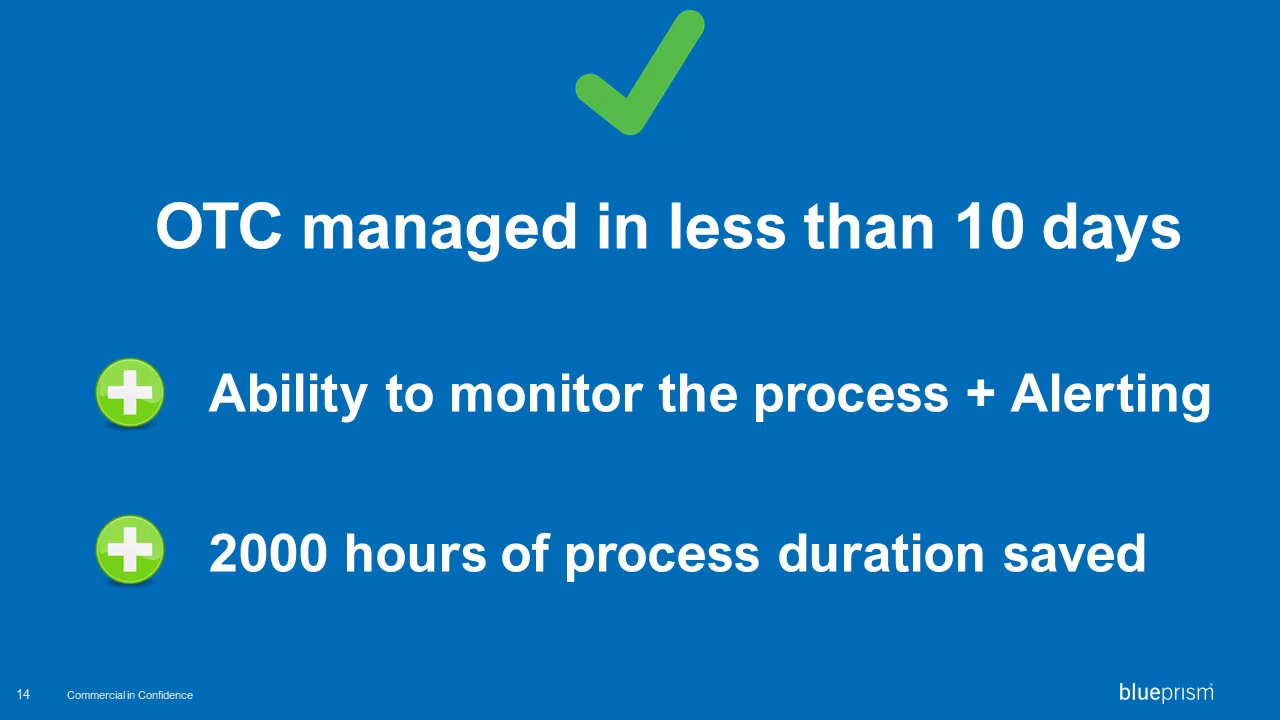 OTC managed in less than 10 days
Ability to monitor the process + Alerting
2000 hours of process duration saved
14 Commercial in Confidence
blueprism